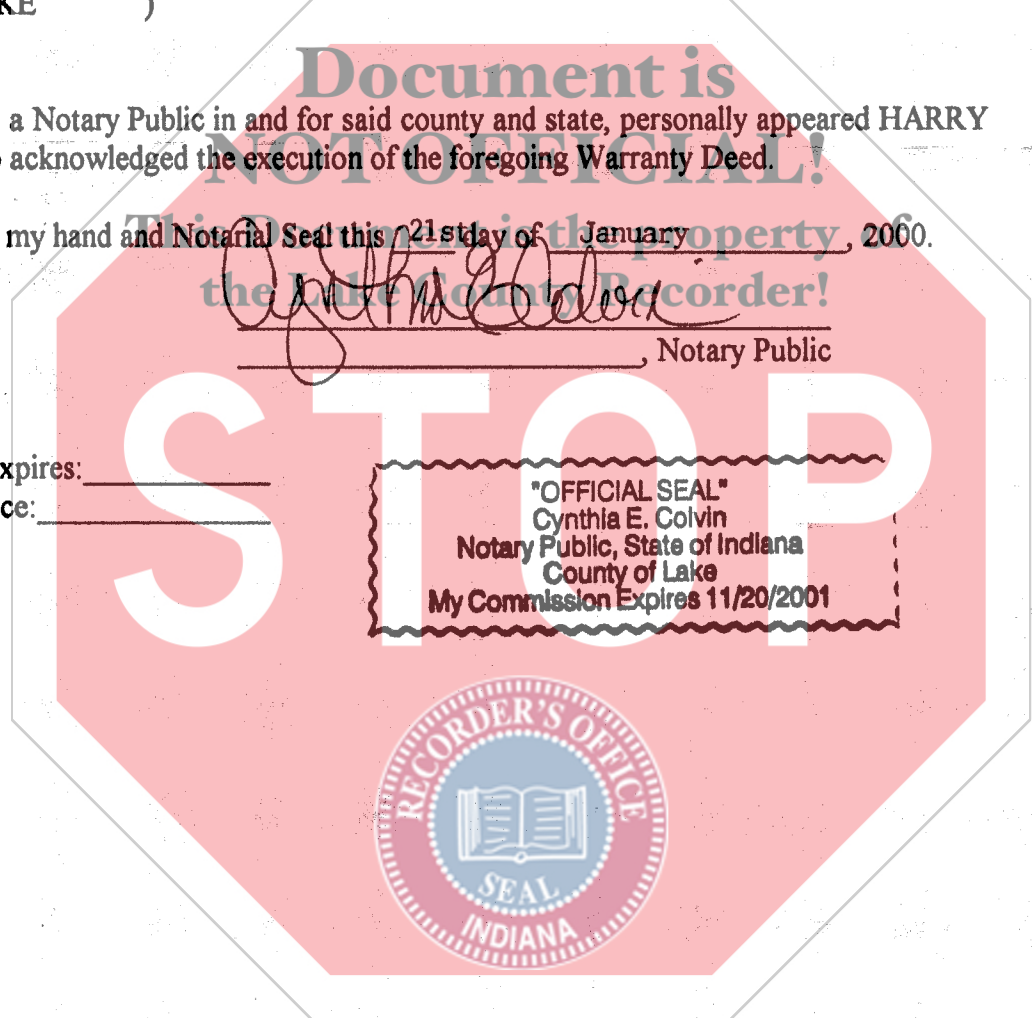 KE )
Document is
a Notary Public in and for said county and state, personally appeared HARRY
acknowledged the execution of the foregoing Warranty Deed.
NOT OFFICIAL!
my hand and Notarial Seal this 21st day of January, 2000.
This Document is the property
the Lake County Recorder!
Cynthia E Colvin
, Notary Public
STOP
xpires:
ce:
"OFFICIAL SEAL"
Cynthia E. Colvin
Notary Public, State of Indiana
County of Lake
My Commission Expires 11/20/2001
RECORDER'S OFFICE
SEAL
INDIANA